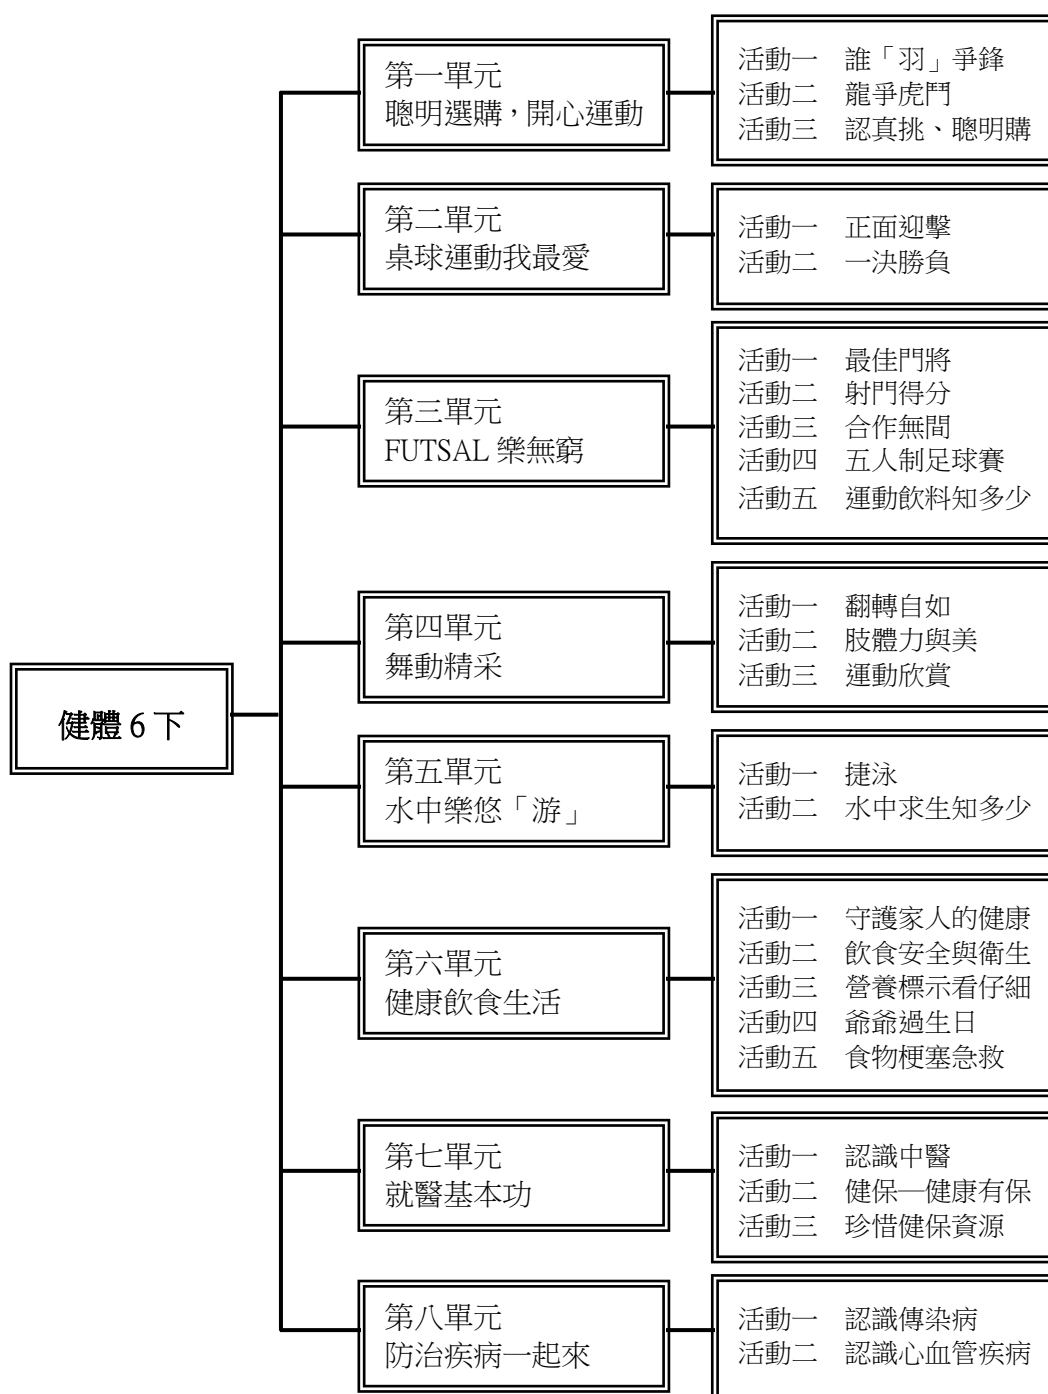 健體 6 下
第一單元
聰明選購，開心運動
活動一　誰「羽」爭鋒
活動二　龍爭虎鬥
活動三　認真挑、聰明購
第二單元
桌球運動我最愛
活動一　正面迎擊
活動二　一決勝負
第三單元
FUTSAL 樂無窮
活動一　最佳門將
活動二　射門得分
活動三　合作無間
活動四　五人制足球賽
活動五　運動飲料知多少
第四單元
舞動精采
活動一　翻轉自如
活動二　肢體力與美
活動三　運動欣賞
第五單元
水中樂悠「游」
活動一　捷泳
活動二　水中求生知多少
第六單元
健康飲食生活
活動一　守護家人的健康
活動二　飲食安全與衛生
活動三　營養標示看仔細
活動四　爺爺過生日
活動五　食物梗塞急救
第七單元
就醫基本功
活動一　認識中醫
活動二　健保—健康有保
活動三　珍惜健保資源
第八單元
防治疾病一起來
活動一　認識傳染病
活動二　認識心血管疾病